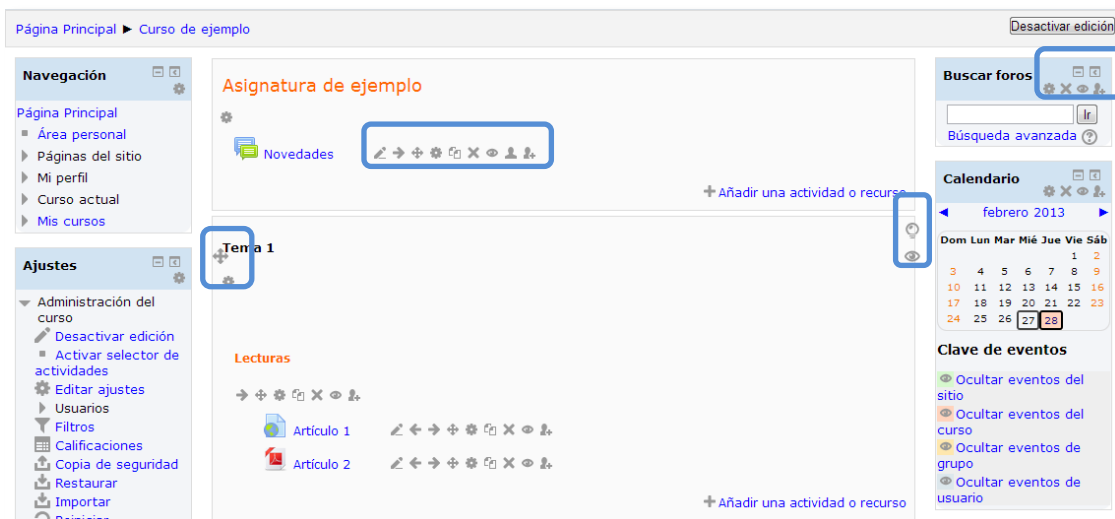 Página Principal ► Curso de ejemplo
Desactivar edición
Navegación
Página Principal
Área personal
Páginas del sitio
Mi perfil
Curso actual
Mis cursos
Ajustes
Administración del
curso
Desactivar edición
Activar selector de
actividades
Editar ajustes
Usuarios
Filtros
Calificaciones
Copia de seguridad
Restaurar
Importar
Reiniciar
Asignatura de ejemplo
Novedades
Añadir una actividad o recurso
Tema 1
Lecturas
Artículo 1
Artículo 2
Añadir una actividad o recurso
Buscar foros
Ir
Búsqueda avanzada
Calendario
◄ febrero 2013 ►
Dom Lun Mar Mié Jue Vie Sáb
1 2
3 4 5 6 7 8 9
10 11 12 13 14 15 16
17 18 19 20 21 22 23
24 25 26 27 28
Clave de eventos
Ocultar eventos del
sitio
Ocultar eventos del
curso
Ocultar eventos de
grupo
Ocultar eventos de
usuario